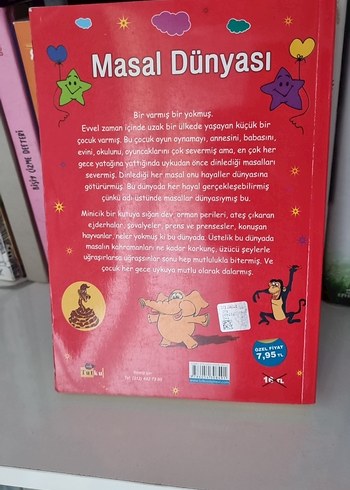 Masal Dünyası
Bir varmış bir yokmuş.
Evvel zaman içinde uzak bir ülkede yaşayan küçük bir
çocuk varmış. Bu çocuk oyun oynamayı, annesini, babasını,
evini, okulunu, oyuncaklarını çok severmiş ama, en çok her
gece yatağına yattığında uykudan önce dinlediği masalları
severmiş. Dinlediği her masal onu hayaller dünyasına
götürürmüş. Bu dünyada her hayal gerçekleşebilirmiş
çünkü adı üstünde masallar dünyasıymış bu.
Minicik bir kutuya sığan dev, orman perileri, ateş çıkaran
ejderhalar, şövalyeler, prens ve prensesler, konuşan
hayvanlar, neler yokmuş ki bu dünyada. Üstelik bu dünyada
masalın kahramanları ne kadar korkunç, üzücü şeylerle
uğraşırlarsa uğraşsınlar sonu hep mutlulukla bitermiş. Ve
çocuk her gece uykuya mutlu olarak dalarmış.
ÖZEL FİYAT
7,95 TL
16 TL